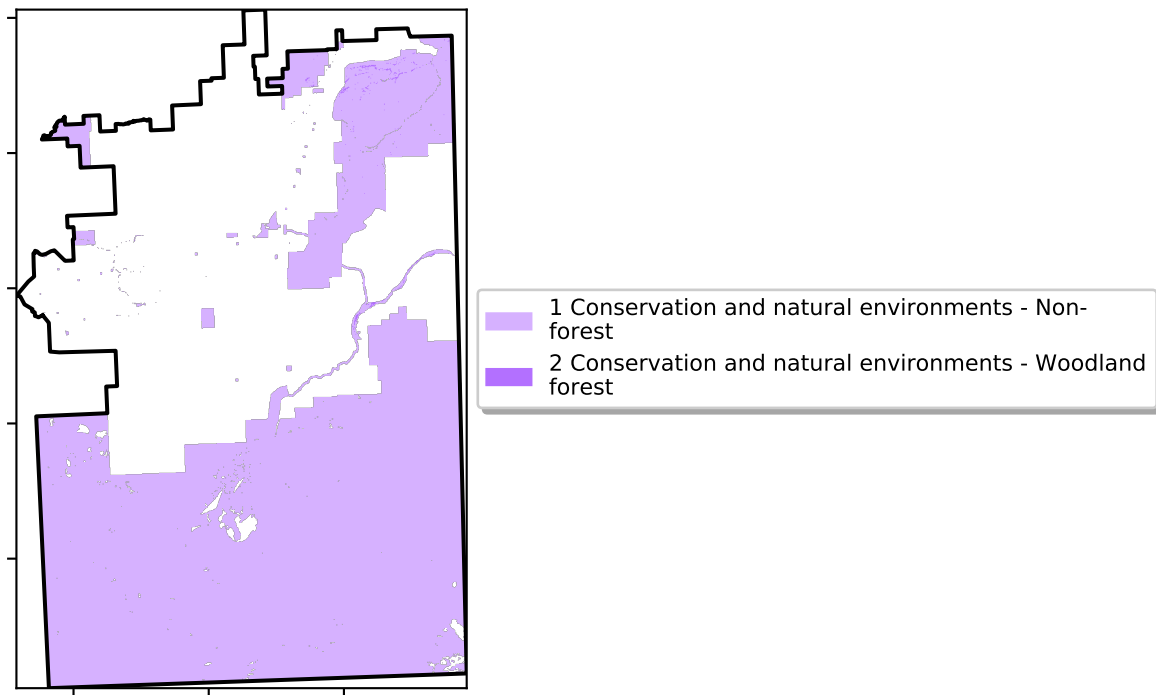 1 Conservation and natural environments - Non-
forest
2 Conservation and natural environments - Woodland
forest